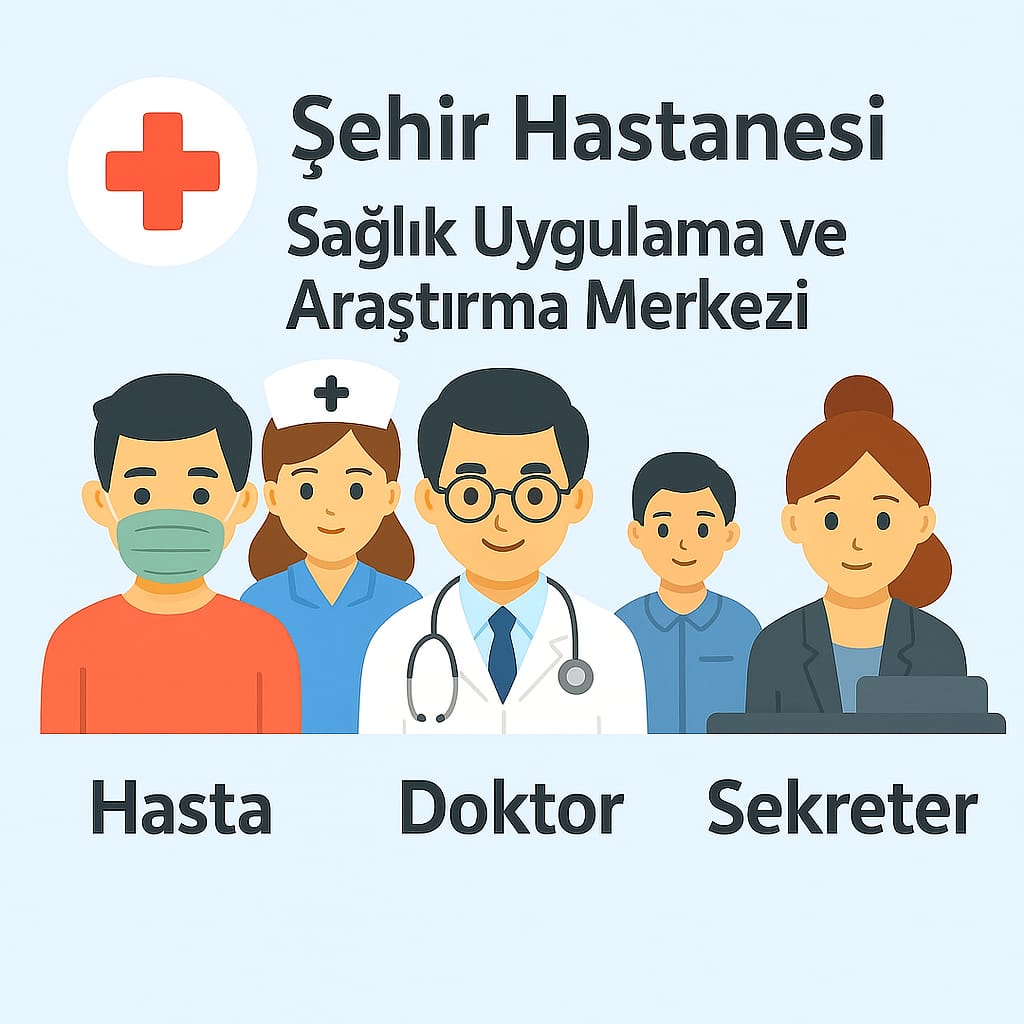 Şehir Hastanesi
Sağlık Uygulama ve
Araştırma Merkezi
Hasta
Doktor
Sekreter